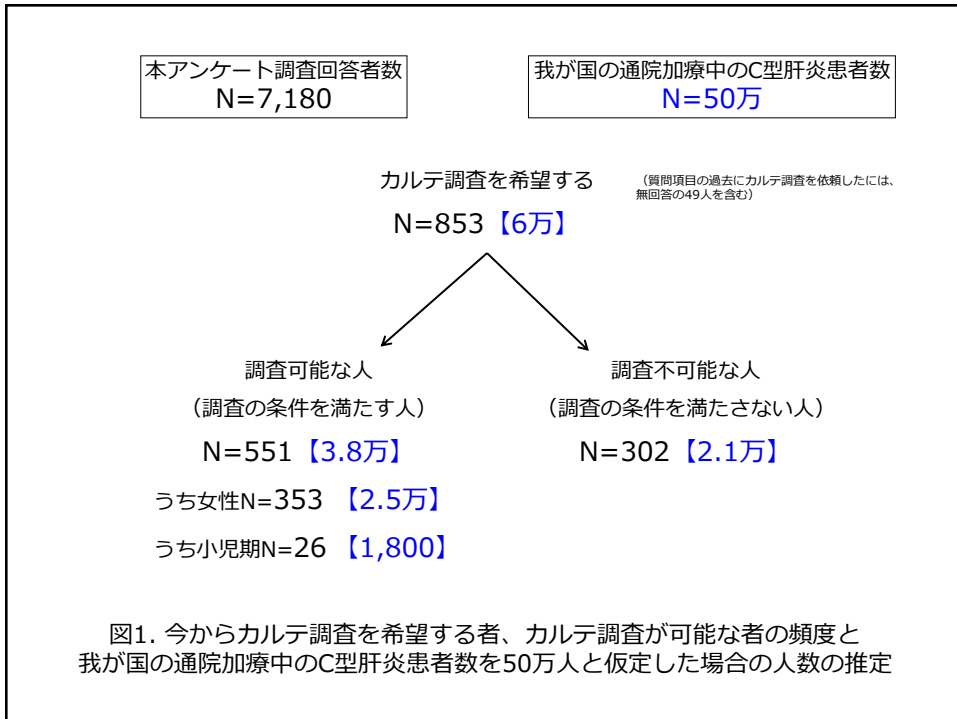 本アンケート調査回答者数
N=7,180
我が国の通院加療中のC型肝炎患者数
N=50万
カルテ調査を希望する
（質問項目の過去にカルテ調査を依頼したには、
無回答の49人を含む）
N=853【6万】
調査可能な人
（調査の条件を満たす人）
N=551【3.8万】
うち女性N=353 【2.5万】
うち小児期N=26 【1,800】
調査不可能な人
（調査の条件を満たさない人）
N=302【2.1万】
図1. 今からカルテ調査を希望する者、カルテ調査が可能な者の頻度と
我が国の通院加療中のC型肝炎患者数を50万人と仮定した場合の人数の推定